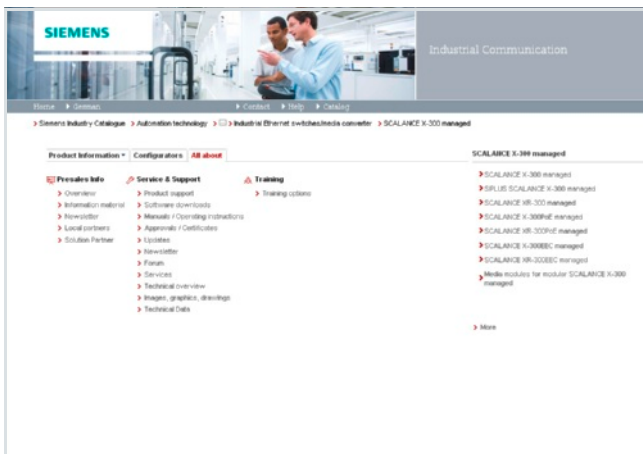 SIEMENS
Industrial Communication
Home German Contact Help Catalog
Siemens Industry Catalogue Automation technology Industrial Ethernet switches/media converter SCALANCE X-300 managed
Product Information Configurators All about
Presales Info
Overview
Information material
Newsletter
Local partners
Solution Partner
Service & Support
Product support
Software downloads
Manuals / Operating instructions
Approvals / Certificates
Updates
Newsletter
Forum
Services
Technical overview
Images, graphics, drawings
Technical Data
Training
Training options
SCALANCE X-300 managed
SCALANCE X-300 managed
SIPLUS SCALANCE X-300 managed
SCALANCE XR-300 managed
SCALANCE X-300PoE managed
SCALANCE XR-300PoE managed
SCALANCE X-300EEC managed
SCALANCE XR-300EEC managed
Media modules for modular SCALANCE X-300
managed
More